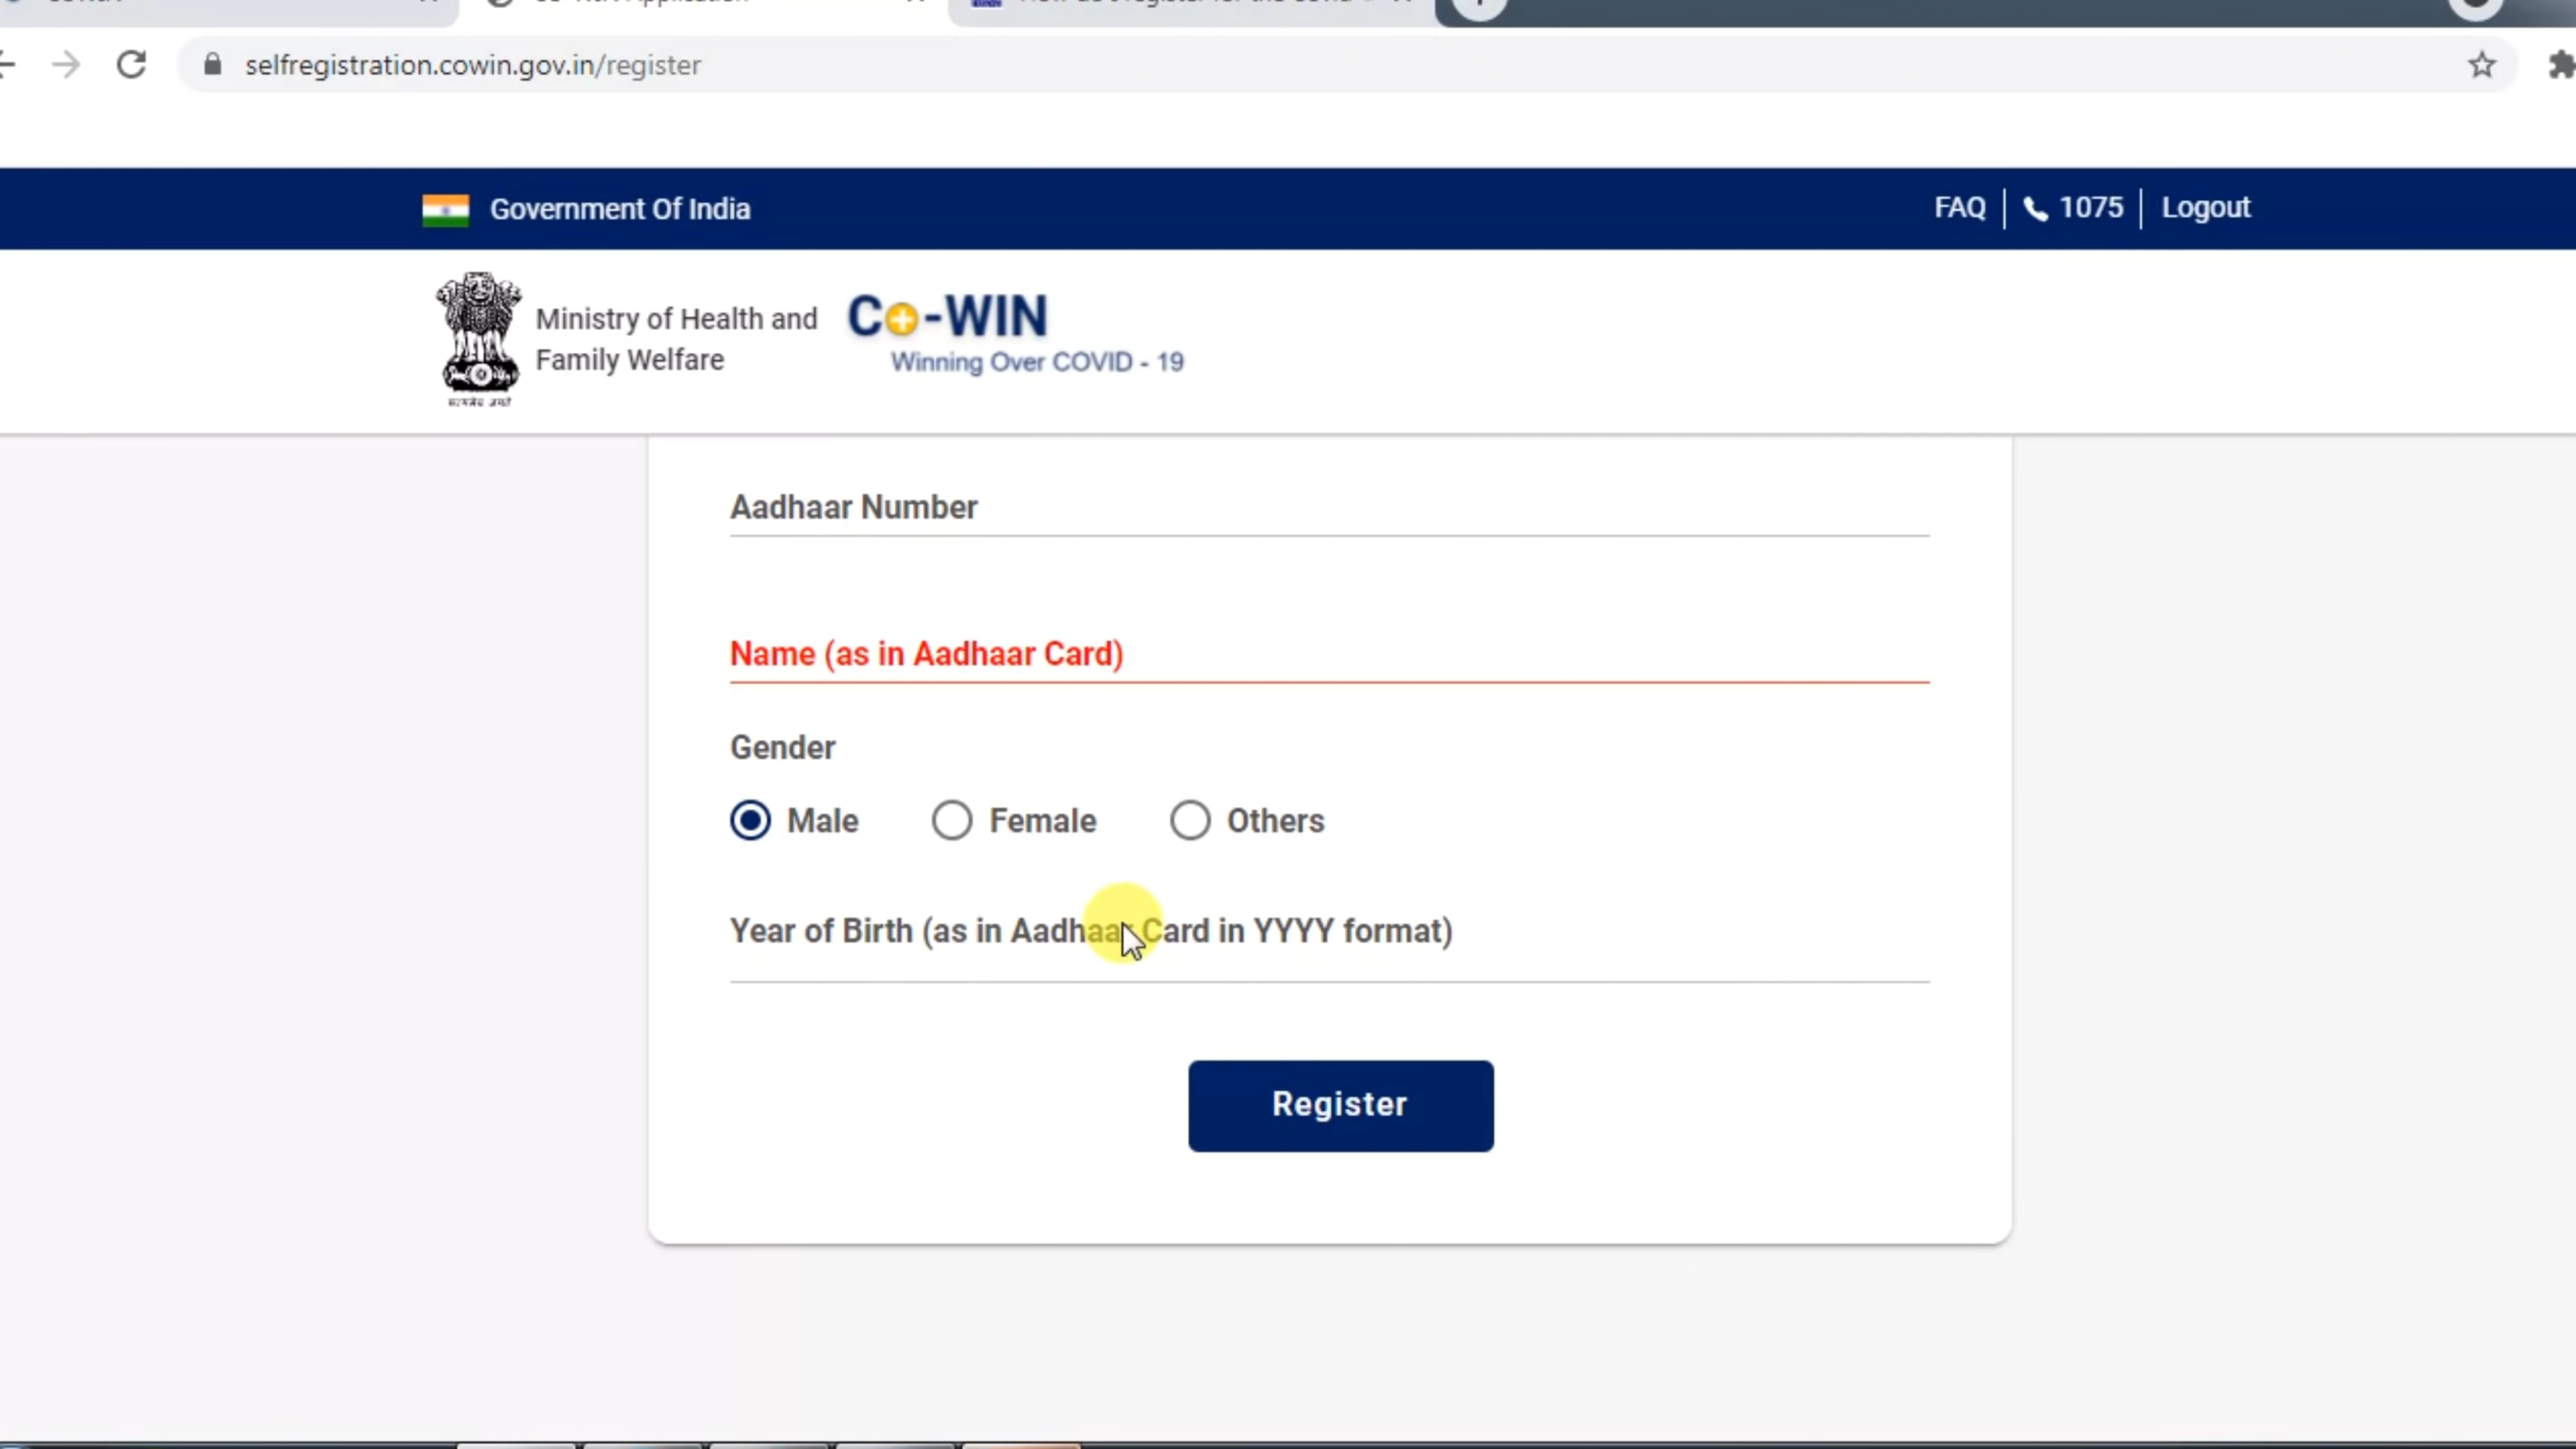 selfregistration.cowin.gov.in/register
Government Of India
FAQ
1075
Logout
Ministry of Health and
Family Welfare
Co-WIN
Winning Over COVID - 19
Aadhaar Number
Name (as in Aadhaar Card)
Gender
Male
Female
Others
Year of Birth (as in Aadhaar Card in YYYY format)
Register